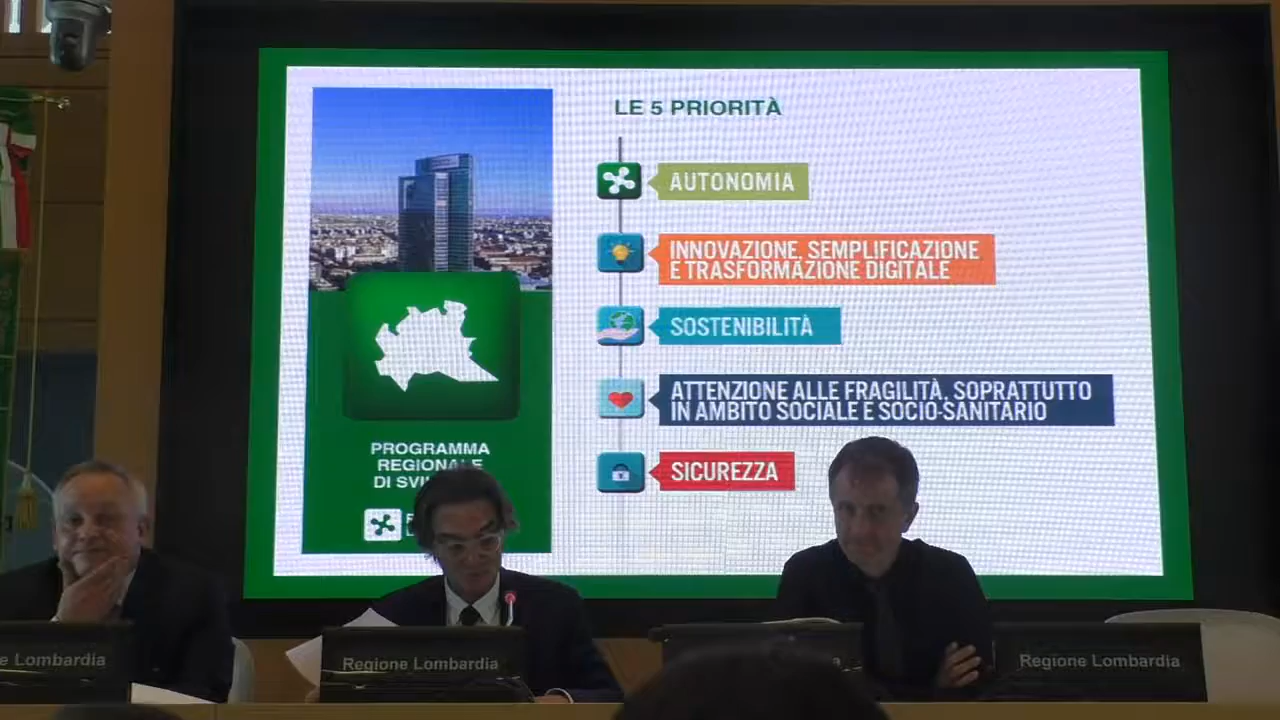 LE 5 PRIORITÀ
AUTONOMIA
INNOVAZIONE, SEMPLIFICAZIONE
E TRASFORMAZIONE DIGITALE
SOSTENIBILITÀ
ATTENZIONE ALLE FRAGILITÀ, SOPRATTUTTO
IN AMBITO SOCIALE E SOCIO-SANITARIO
SICUREZZA
PROGRAMMA
REGIONALE
DI
Lombardia
Regione Lombardia
Regione Lombardia